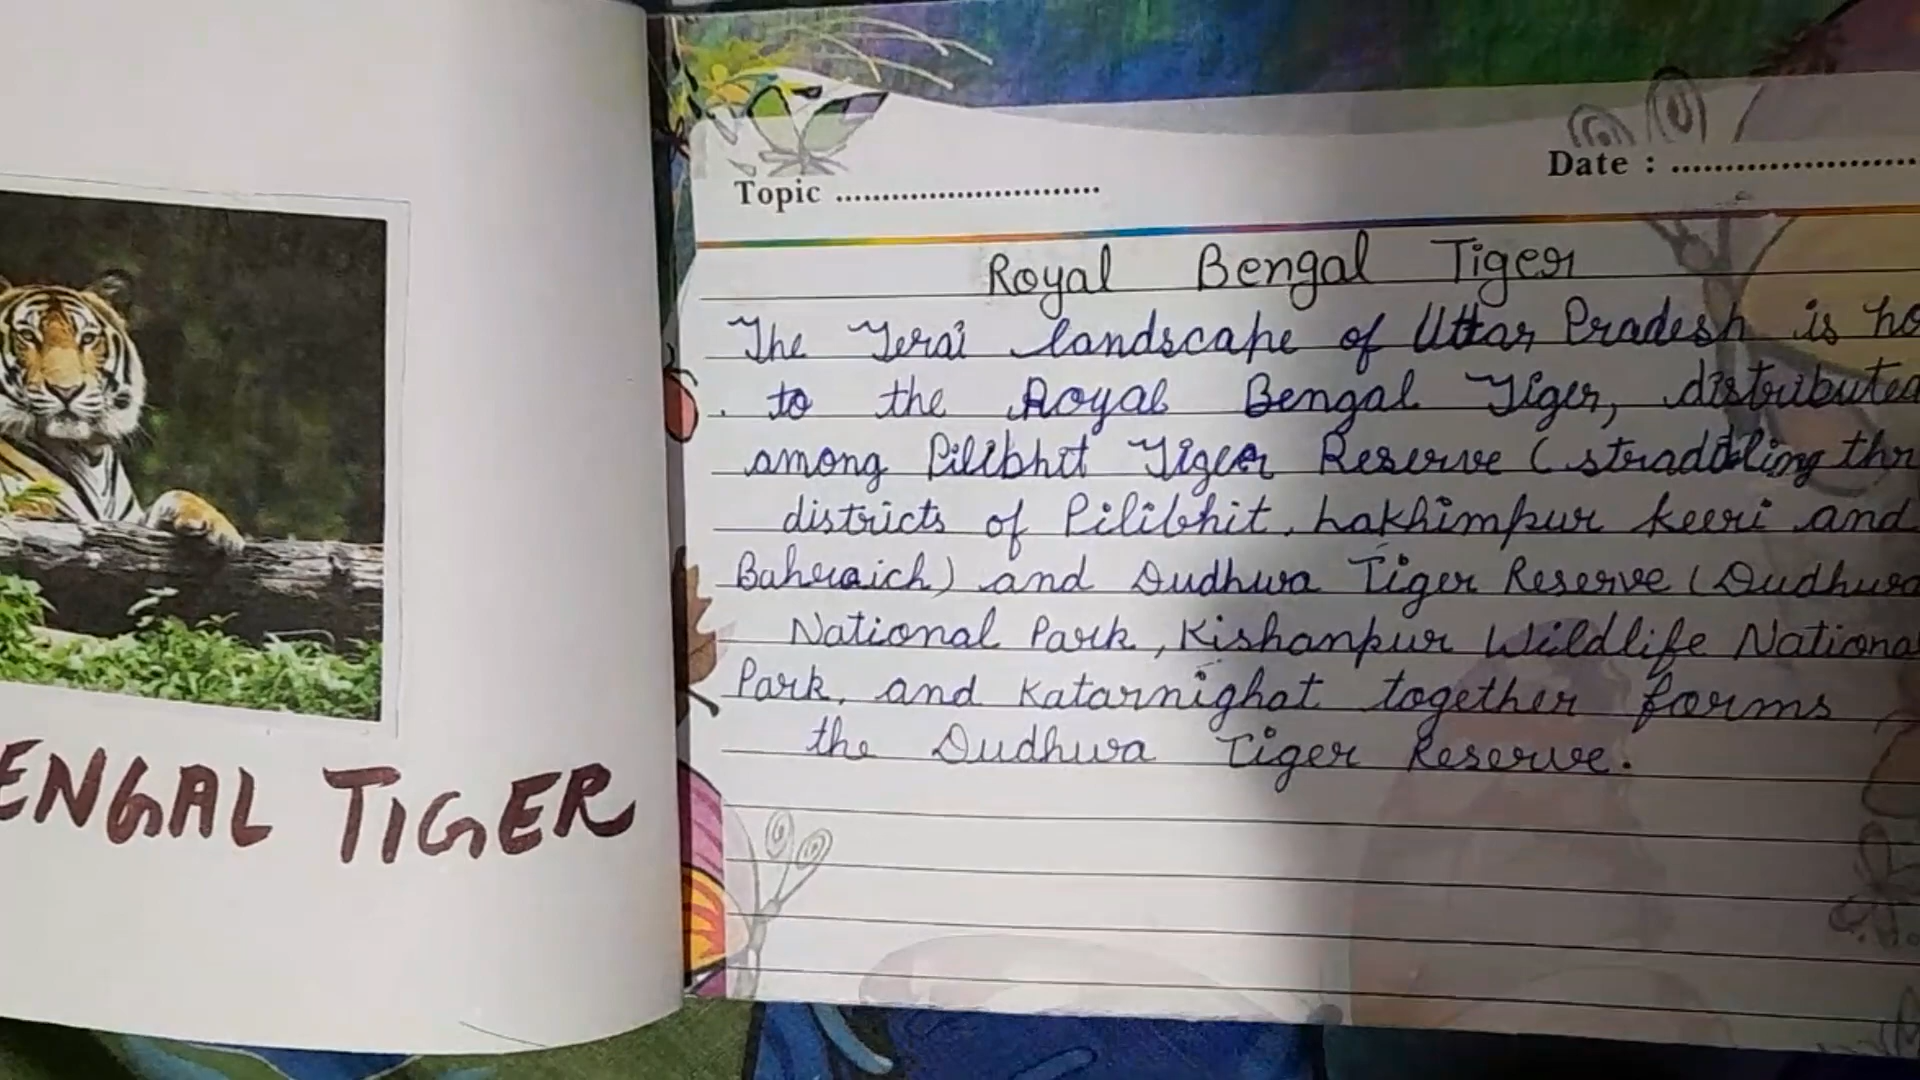 ENGAL TIGER
Topic ............................
Date : ..........................
Royal Bengal Tiger
The Terai landscape of Uttar Pradesh is ho
to the Royal Bengal Tiger, distributed
among Pilibhit Tiger Reserve (straddling thr
districts of Pilibhit, Lakhimpur keeri and
Bahraich) and Dudhwa Tiger Reserve (Dudhwa
National Park, Kishanpur Wildlife National
Park, and Katarnighat together forms
the Dudhwa Tiger Reserve.